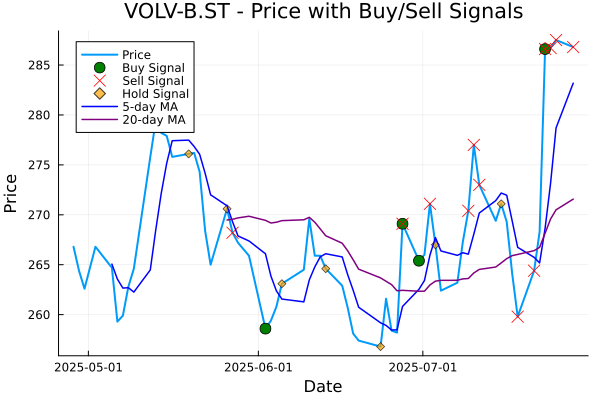 VOLV-B.ST - Price with Buy/Sell Signals
Price
Buy Signal
Sell Signal
Hold Signal
5-day MA
20-day MA
Price
285
280
275
270
265
260
2025-05-01
2025-06-01
2025-07-01
Date